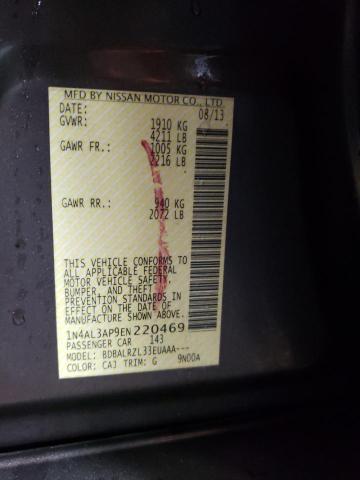 MFD BY NISSAN MOTOR CO., LTD.
DATE: 08/13
GVWR: 1910 KG
4211 LB
GAWR FR.: 1005 KG
2216 LB
GAWR RR.: 940 KG
2072 LB
THIS VEHICLE CONFORMS TO
ALL APPLICABLE FEDERAL
MOTOR VEHICLE SAFETY,
BUMPER, AND THEFT
PREVENTION STANDARDS
IN EFFECT ON THE DATE OF
MANUFACTURE SHOWN ABOVE.
1N4AL3AP9EN220469
PASSENGER CAR 143
MODEL: BDBALRZL33EUAAA---
COLOR: CAJ TRIM: G 9N00A